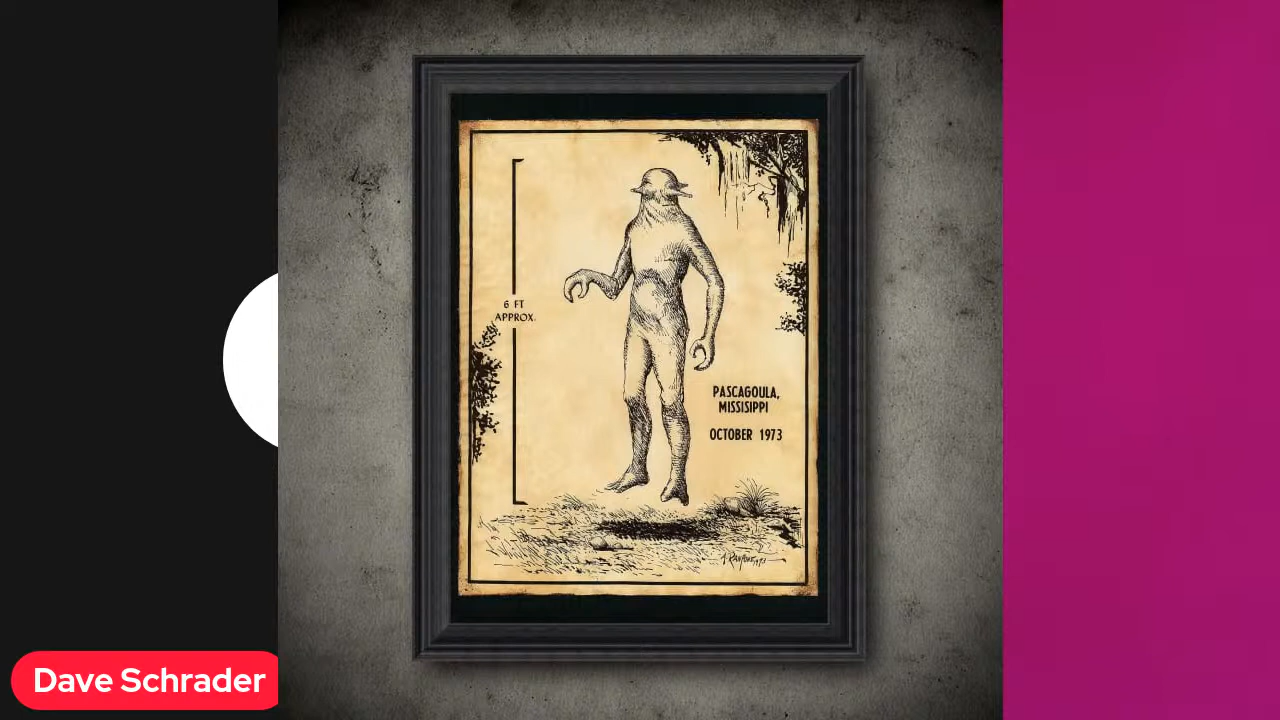 6 FT
APPROX.
PASCAGOULA,
MISSISIPPI
OCTOBER 1973
Dave Schrader